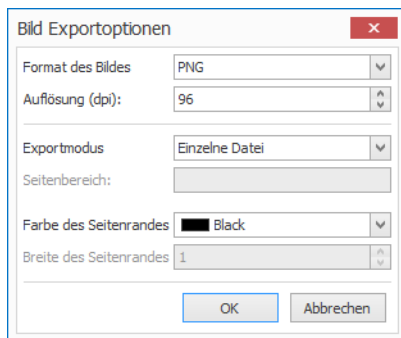 Bild Exportoptionen
Format des Bildes PNG
Auflösung (dpi): 96
Exportmodus Einzelne Datei
Seitenbereich:
Farbe des Seitenrandes Black
Breite des Seitenrandes 1
OK Abbrechen